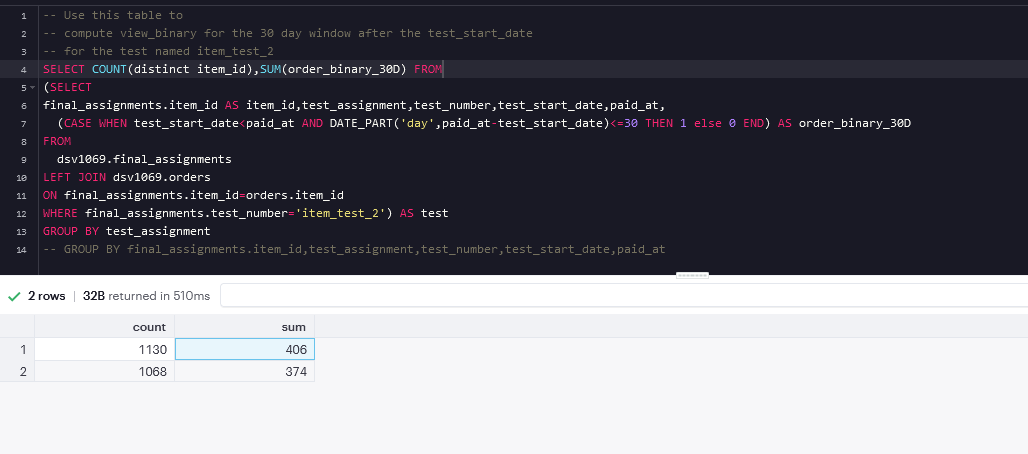 1 -- Use this table to
2 -- compute view_binary for the 30 day window after the test_start_date
3 -- for the test named item_test_2
4 SELECT COUNT(distinct item_id),SUM(order_binary_30D) FROM
5 (SELECT
6 final_assignments.item_id AS item_id,test_assignment,test_number,test_start_date,paid_at,
7 (CASE WHEN test_start_date<paid_at AND DATE_PART('day',paid_at-test_start_date)<=30 THEN 1 else 0 END) AS order_binary_30D
8 FROM
9 dsv1069.final_assignments
10 LEFT JOIN dsv1069.orders
11 ON final_assignments.item_id=orders.item_id
12 WHERE final_assignments.test_number='item_test_2') AS test
13 GROUP BY test_assignment
14 -- GROUP BY final_assignments.item_id,test_assignment,test_number,test_start_date,paid_at
2 rows | 32B returned in 510ms
count sum
1 1130 406
2 1068 374